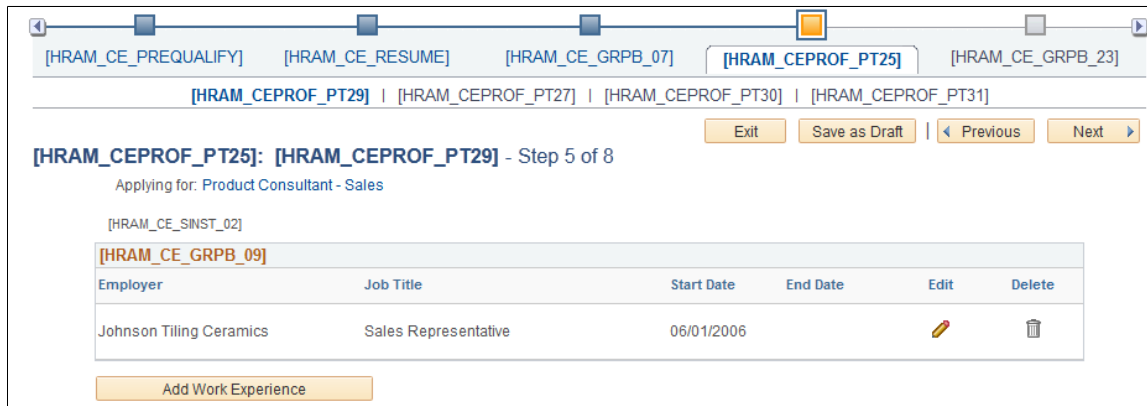 [HRAM_CE_PREQUALIFY] [HRAM_CE_RESUME] [HRAM_CE_GRPB_07] [HRAM_CEPROF_PT25] [HRAM_CE_GRPB_23]
[HRAM_CEPROF_PT29] | [HRAM_CEPROF_PT27] | [HRAM_CEPROF_PT30] | [HRAM_CEPROF_PT31]
Exit Save as Draft | Previous Next
[HRAM_CEPROF_PT25]: [HRAM_CEPROF_PT29] - Step 5 of 8
Applying for: Product Consultant - Sales
[HRAM_CE_SINST_02]
[HRAM_CE_GRPB_09]
Employer Job Title Start Date End Date Edit Delete
Johnson Tiling Ceramics Sales Representative 06/01/2006
Add Work Experience